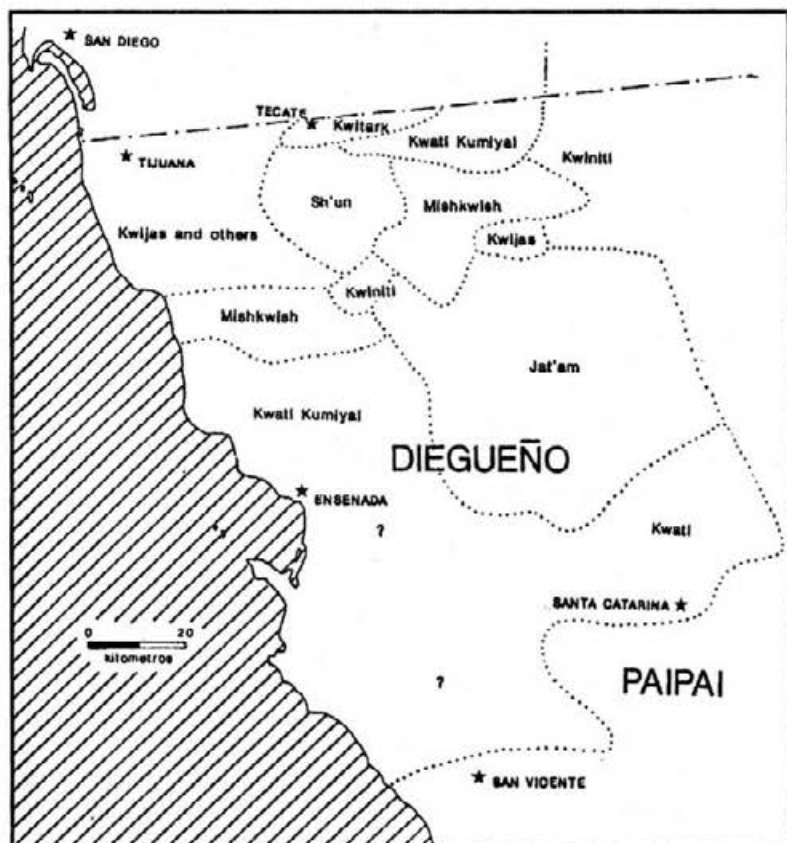 SAN DIEGO
TECATE
Kwitark
Kwati Kumiyai
Kwiniti
TIJUANA
Sh'un
Mishkwish
Kwijas and others
Kwijas
Kwiniti
Mishkwish
Jat'am
Kwati Kumiyai
DIEGUEÑO
ENSENADA
?
Kwati
SANTA CATARINA
0 20
kilometros
?
PAIPAI
SAN VIDENTE